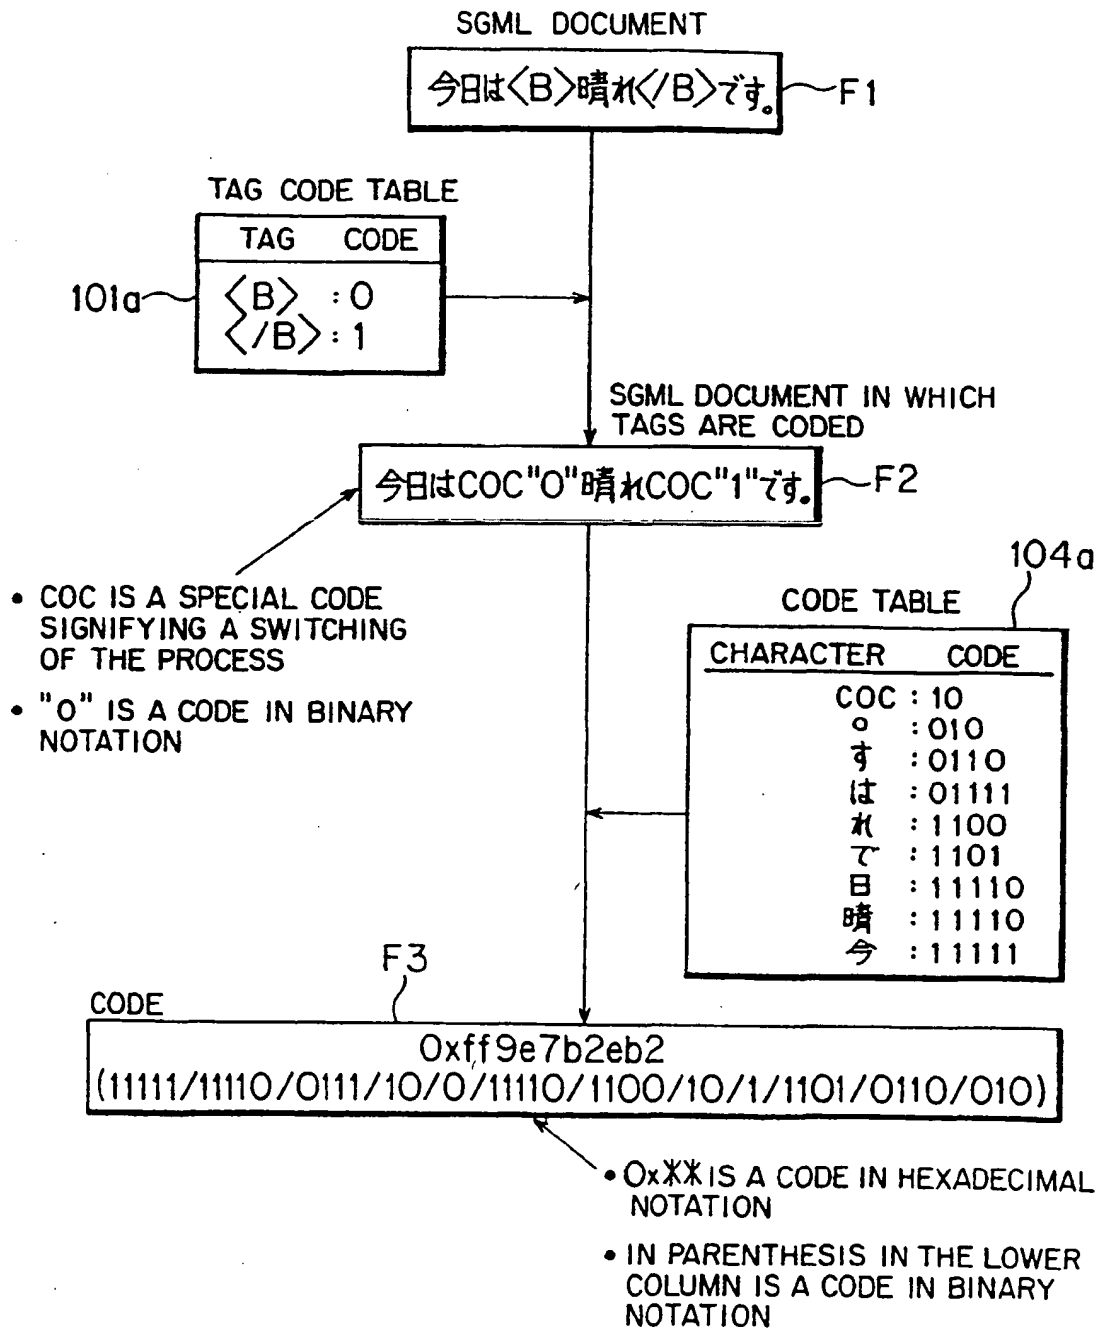 SGML DOCUMENT
今日は<B>晴れ</B>です。
F1
TAG CODE TABLE
TAG CODE
101a
<B> :0
</B>:1
SGML DOCUMENT IN WHICH
TAGS ARE CODED
今日はCOC"0"晴れCOC"1"です。
F2
• COC IS A SPECIAL CODE
SIGNIFYING A SWITCHING
OF THE PROCESS
• "0" IS A CODE IN BINARY
NOTATION
104a
CODE TABLE
CHARACTER CODE
COC :10
。 :010
す :0110
は :01111
れ :1100
で :1101
日 :11110
晴 :11110
今 :11111
F3
CODE
0xff9e7b2eb2
(11111/11110/0111/10/0/11110/1100/10/1/1101/0110/010)
• 0x** IS A CODE IN HEXADECIMAL
NOTATION
• IN PARENTHESIS IN THE LOWER
COLUMN IS A CODE IN BINARY
NOTATION